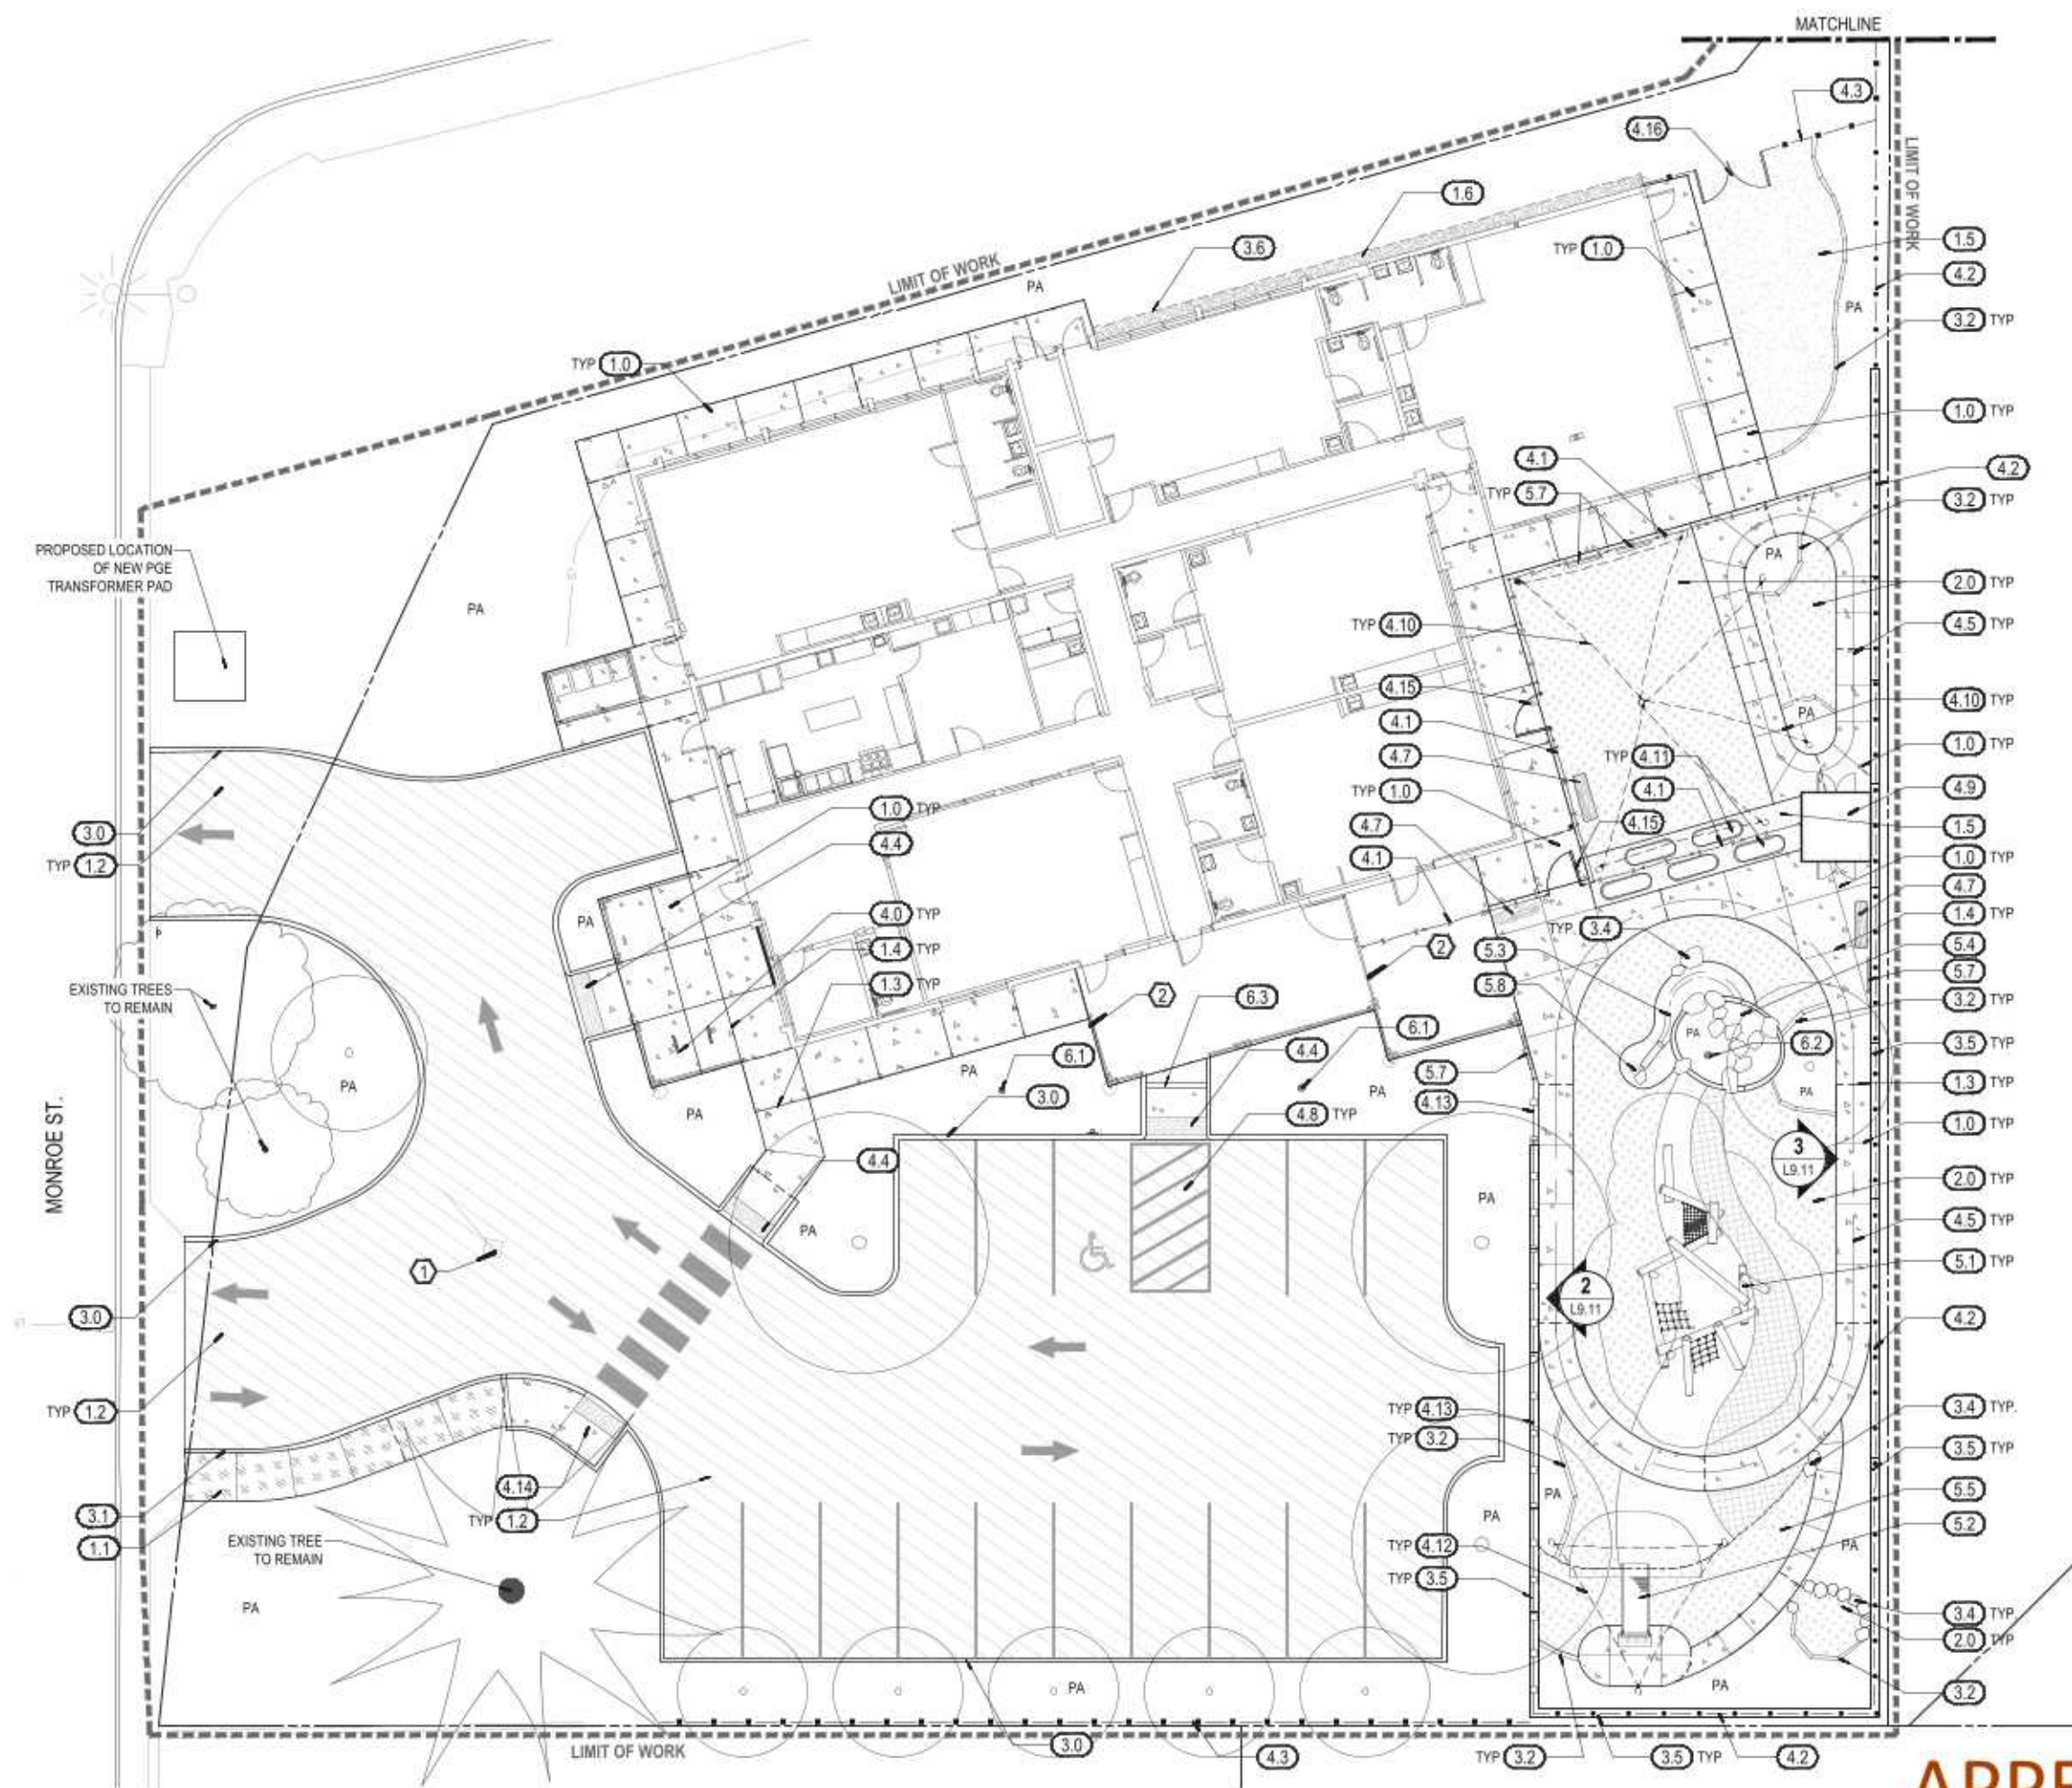 MATCHLINE
4.3
4.16
LIMIT OF WORK
1.6
1.5
3.6
TYP 1.0
4.2
LIMIT OF WORK
PA
PA
3.2 TYP
TYP 1.0
1.0 TYP
4.1
4.2
TYP 5.7
3.2 TYP
PROPOSED LOCATION
OF NEW PGE
TRANSFORMER PAD
PA
2.0 TYP
PA
TYP 4.10
4.5 TYP
4.15
4.10 TYP
PA
4.1
1.0 TYP
4.7
TYP 4.11
TYP 1.0
4.1
4.9
1.0 TYP
4.7
4.15
1.5
3.0
4.4
4.1
1.0 TYP
TYP 1.2
4.7
4.0 TYP
1.4 TYP
PA
TYP. 3.4
1.4 TYP
2
5.3
5.4
5.8
5.7
EXISTING TREES
TO REMAIN
1.3 TYP
2
6.3
3.2 TYP
PA
6.1
6.2
4.4
3.5 TYP
6.1
PA
5.7
PA
1.3 TYP
PA
3.0
PA
4.13
PA
4.8 TYP
1.0 TYP
MONROE ST.
4.4
3
L9.11
2.0 TYP
PA
PA
4.5 TYP
1
5.1 TYP
2
L9.11
3.0
4.2
TYP 1.2
TYP 4.13
3.4 TYP.
TYP 3.2
3.5 TYP
4.14
5.5
PA
3.1
TYP 1.2
PA
5.2
1.1
EXISTING TREE
TO REMAIN
TYP 4.12
PA
TYP. 3.5
PA
3.4 TYP.
2.0 TYP
PA
PA
3.2
LIMIT OF WORK
3.0
4.3
TYP 3.2
3.5 TYP
4.2